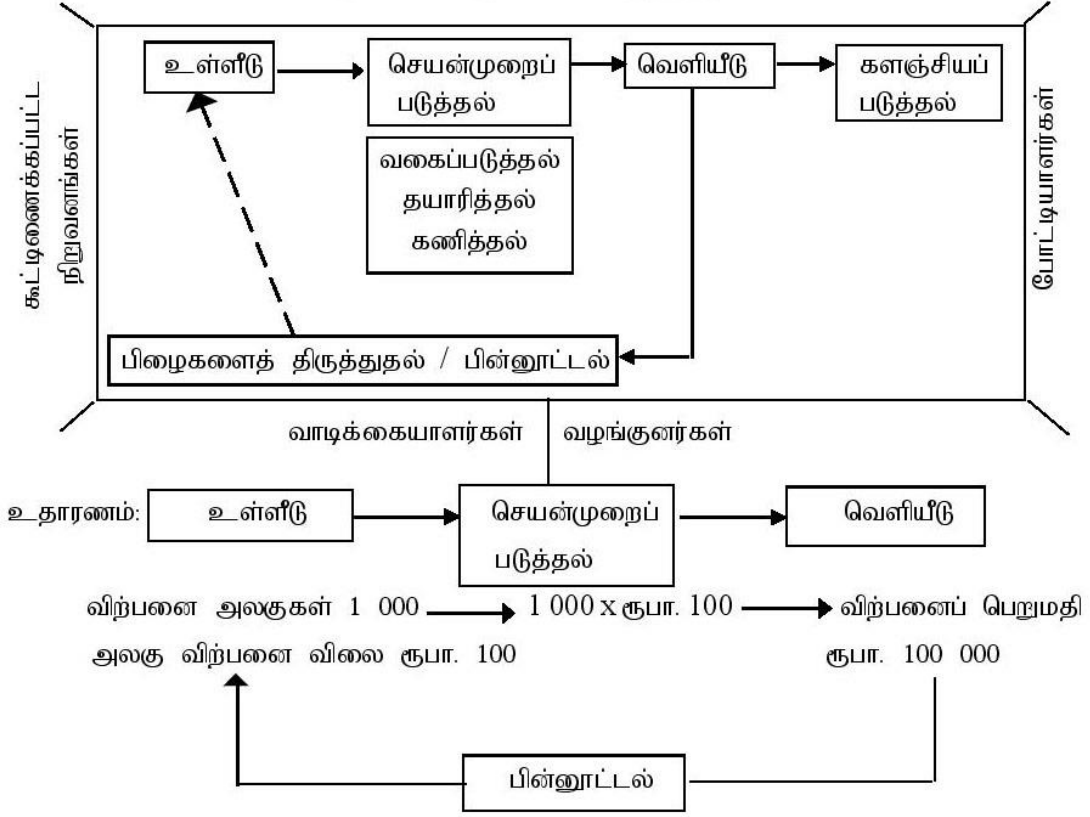 உள்ளீடு
செயன்முறைப்
படுத்தல்
வெளியீடு
களஞ்சியப்
படுத்தல்
வகைப்படுத்தல்
தயாரித்தல்
கணித்தல்
கூட்டிணைக்கப்பட்ட
நிறுவனங்கள்
போட்டியாளர்கள்
பிழைகளைத் திருத்துதல் / பின்னூட்டல்
வாடிக்கையாளர்கள் வழங்குனர்கள்
உதாரணம்: உள்ளீடு
செயன்முறைப்
படுத்தல்
வெளியீடு
விற்பனை அலகுகள் 1 000 1 000 x ரூபா. 100 விற்பனைப் பெறுமதி
அலகு விற்பனை விலை ரூபா. 100 ரூபா. 100 000
பின்னூட்டல்